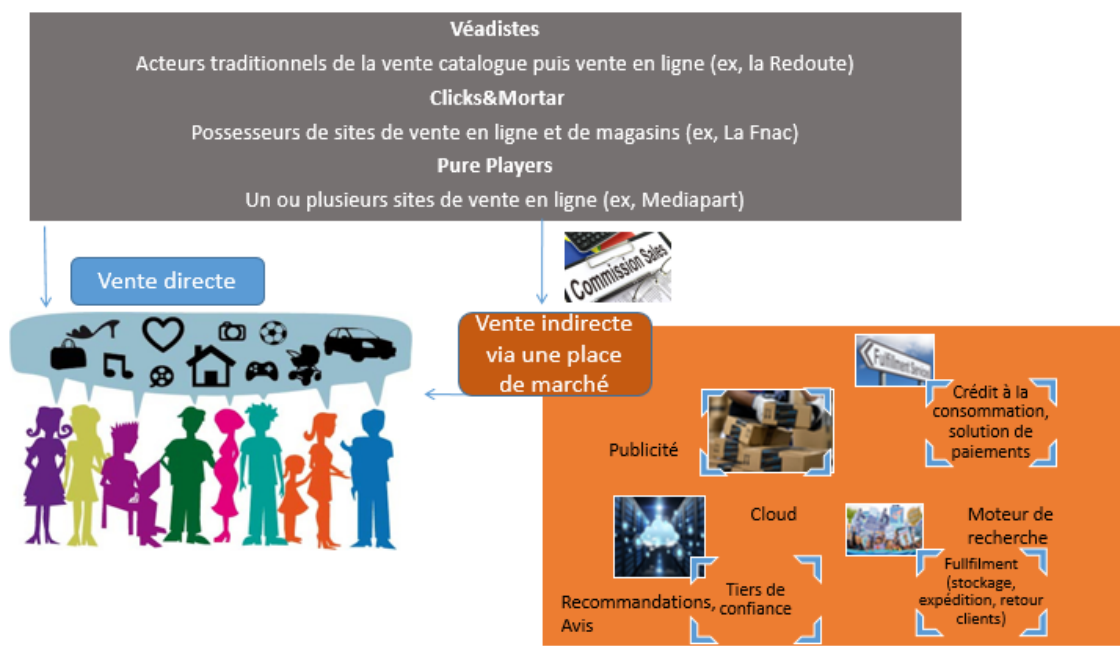 Véadistes
Acteurs traditionnels de la vente catalogue puis vente en ligne (ex, la Redoute)
Clicks&Mortar
Possesseurs de sites de vente en ligne et de magasins (ex, La Fnac)
Pure Players
Un ou plusieurs sites de vente en ligne (ex, Mediapart)
Vente directe
Commission Sales
Vente indirecte
via une place
de marché
Fulfillment Services
Crédit à la
consommation,
solution de
paiements
Publicité
Cloud
Moteur de
recherche
Recommandations,
Avis
Tiers de
confiance
Fullfilment
(stockage,
expédition, retour
clients)